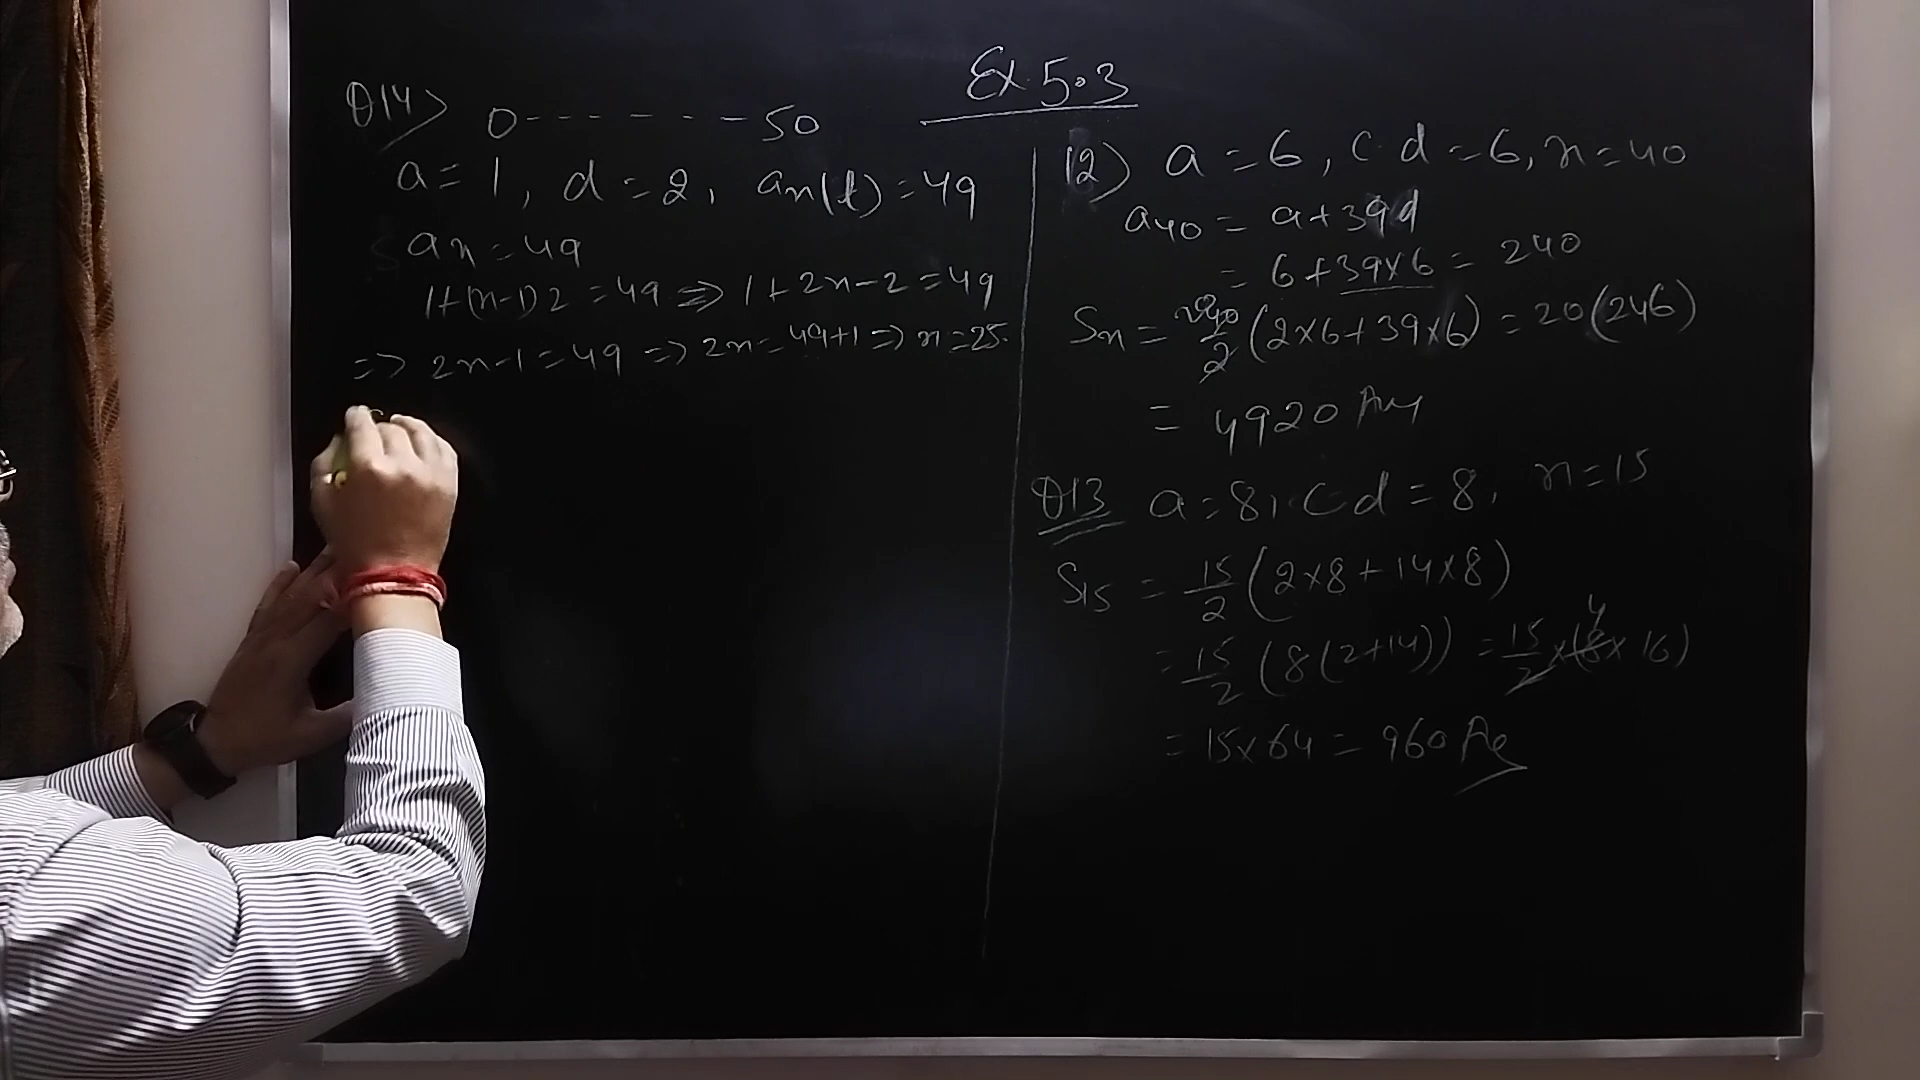 Ex 5.3
Q14> 0 - - - - - - - 50
a = 1, d = 2, an(l) = 49
an = 49
1+(n-1)2 = 49 => 1+2n-2 = 49
=> 2n-1 = 49 => 2n = 49+1 => n = 25.
12) a = 6, c d = 6, n = 40
a40 = a+39d
= 6+39×6 = 240
Sn = 40/2 (2×6+39×6) = 20(246)
= 4920 Ans
Q13 a = 8, c d = 8, n = 15
S15 = 15/2 (2×8+14×8)
= 15/2 (8(2+14)) = 15/2 ×(8× 16)
= 15×64 = 960 As